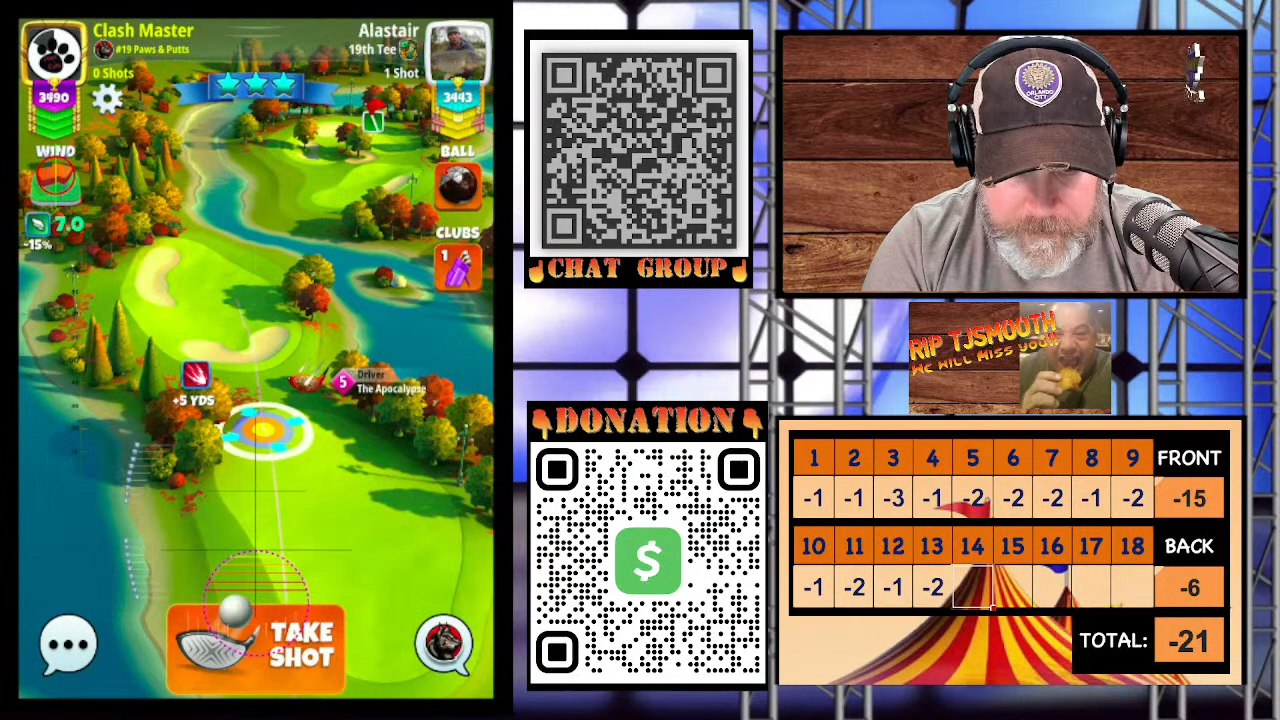 Clash Master
#19 Paws & Putts
0 Shots
Alastair
19th Tee
1 Shot
3490
3443
WIND
7.0
-15%
BALL
CLUBS
1
+5 YDS
5
Driver
The Apocalypse
TAKE
SHOT
CHAT GROUP
DONATION
$
ORLANDO
CITY
RIP TJSMOOTH
WE WILL MISS YOU!!
1 2 3 4 5 6 7 8 9 FRONT
-1 -1 -3 -1 -2 -2 -2 -1 -2 -15
10 11 12 13 14 15 16 17 18 BACK
-1 -2 -1 -2 -6
TOTAL: -21